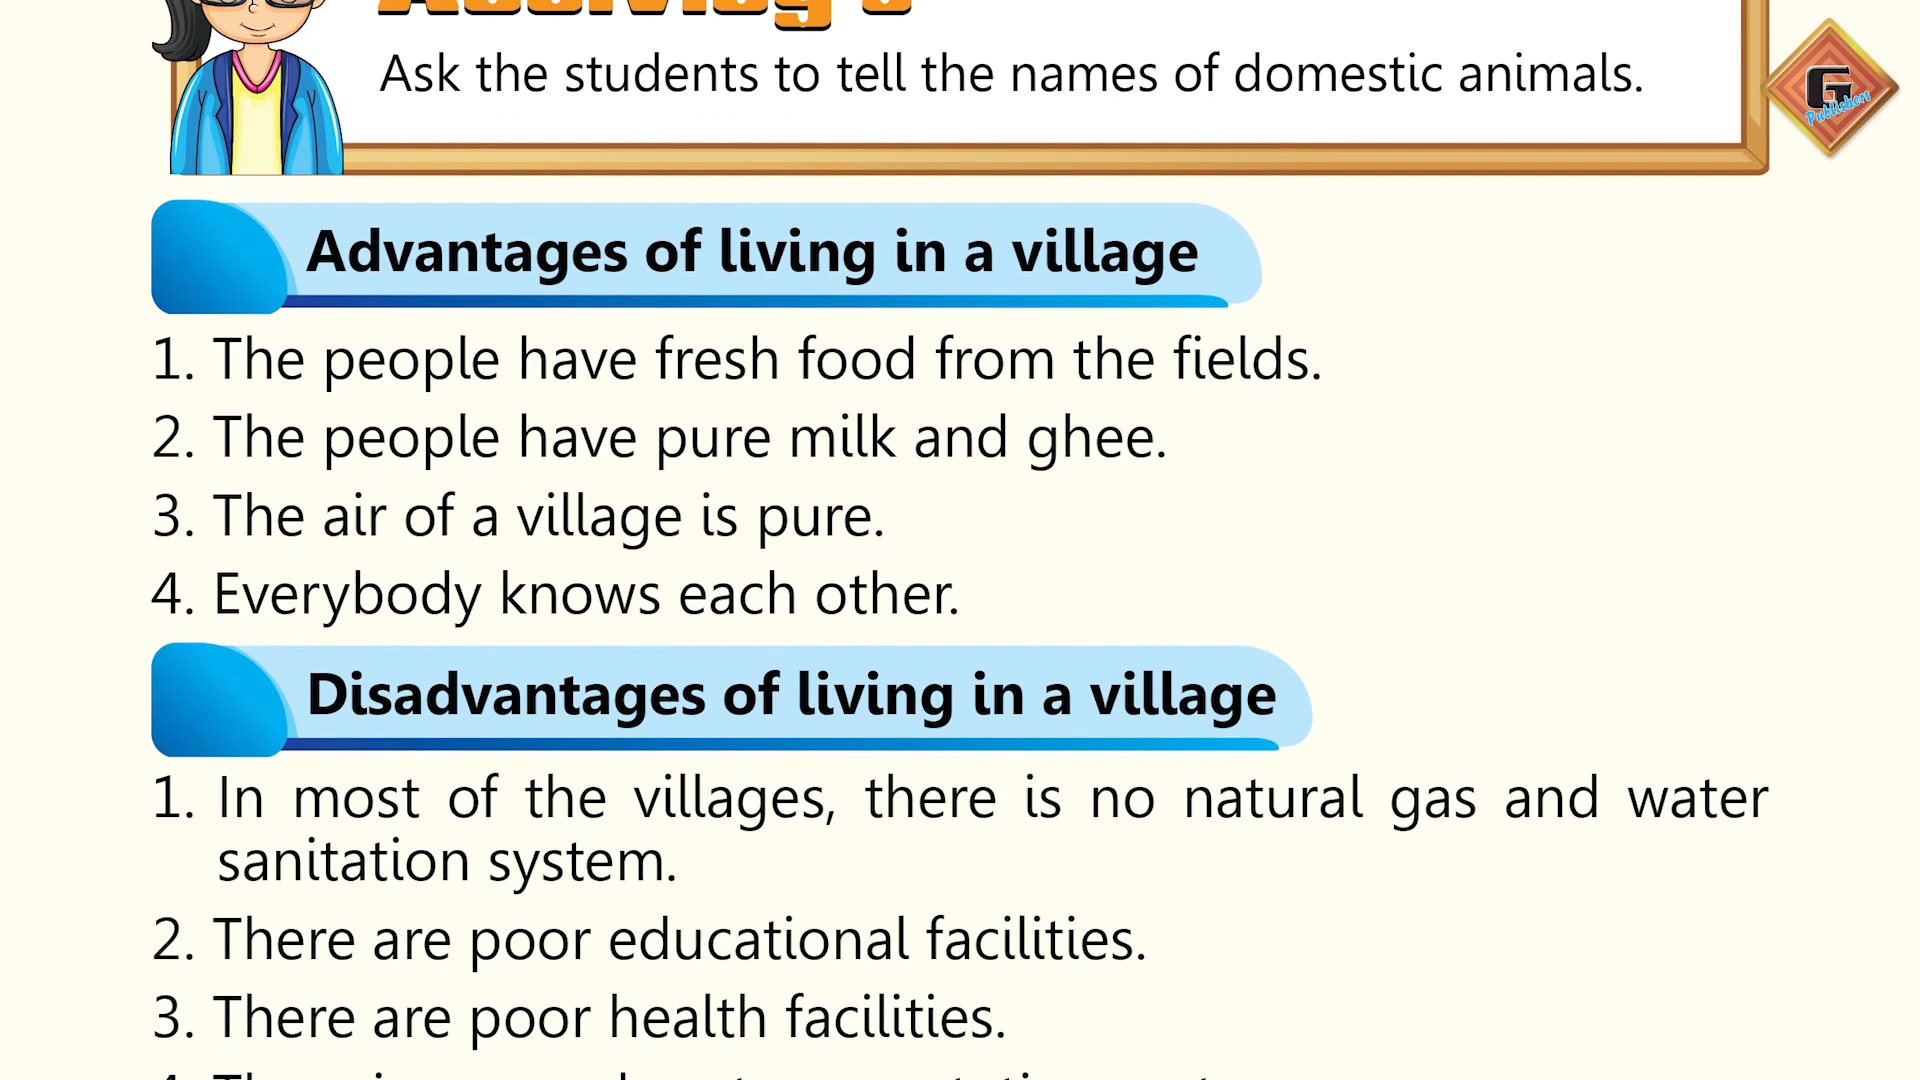 Ask the students to tell the names of domestic animals.
G
Publishers
Advantages of living in a village
1. The people have fresh food from the fields.
2. The people have pure milk and ghee.
3. The air of a village is pure.
4. Everybody knows each other.
Disadvantages of living in a village
1. In most of the villages, there is no natural gas and water
sanitation system.
2. There are poor educational facilities.
3. There are poor health facilities.